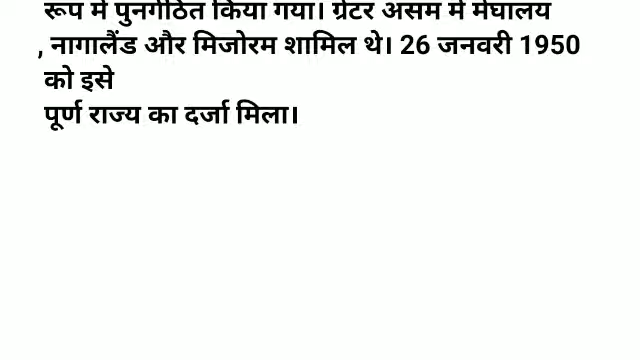 रूप में पुनर्गठित किया गया। ग्रेटर असम में मेघालय
, नागालैंड और मिजोरम शामिल थे। 26 जनवरी 1950
को इसे
पूर्ण राज्य का दर्जा मिला।